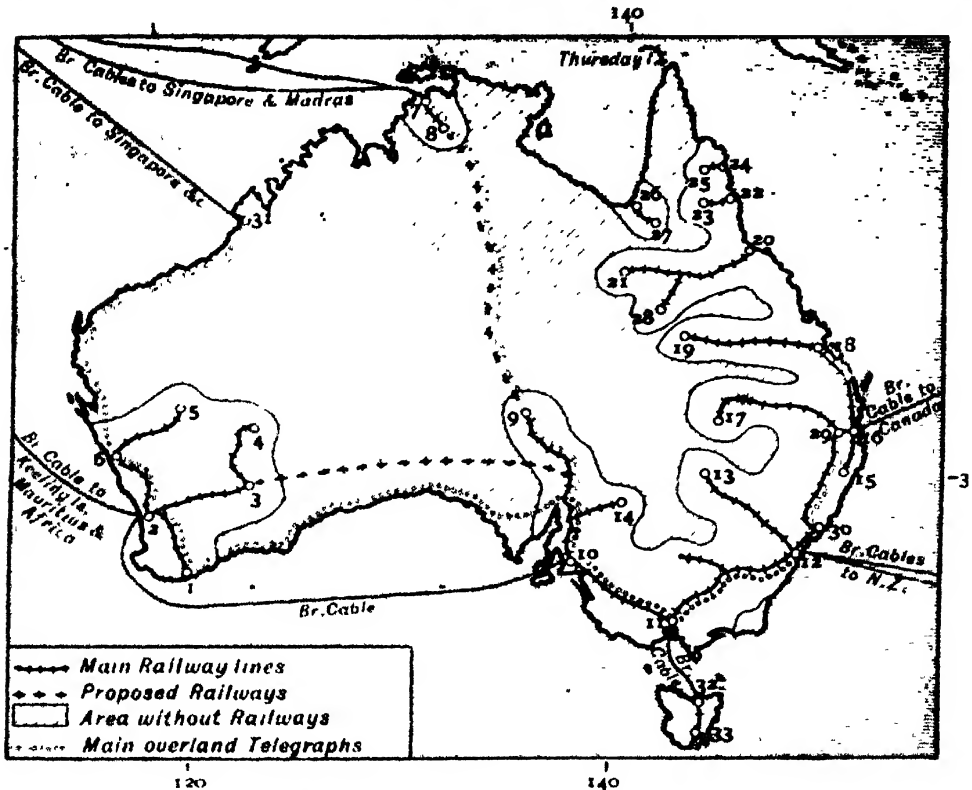 140
Thursday I.
Br. Cables to Singapore & Madras
Br. Cable to Singapore &c
7
8
31
24
25
22
23
26
27
20
21
28
19
18
Br.
Cable to
Canada
17
29
16
15
13
9
14
5
4
6
3
2
1
Br. Cable to
Keeling Is.
Mauritius &
Africa
3
30
12
Br. Cables
to N.Z.
10
11
Br. Cable
Br.
Cable
32
33
Main Railway lines
Proposed Railways
Area without Railways
Main overland Telegraphs
120
140